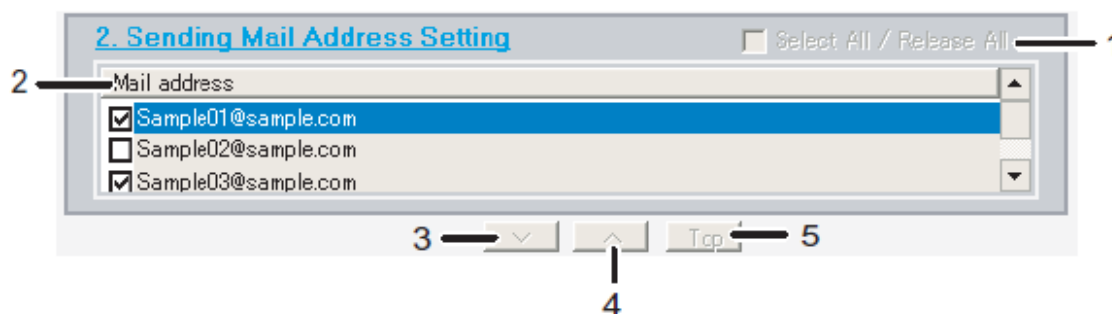 2. Sending Mail Address Setting
Select All / Release All
1
2
Mail address
Sample01@sample.com
Sample02@sample.com
Sample03@sample.com
3
Top
5
4